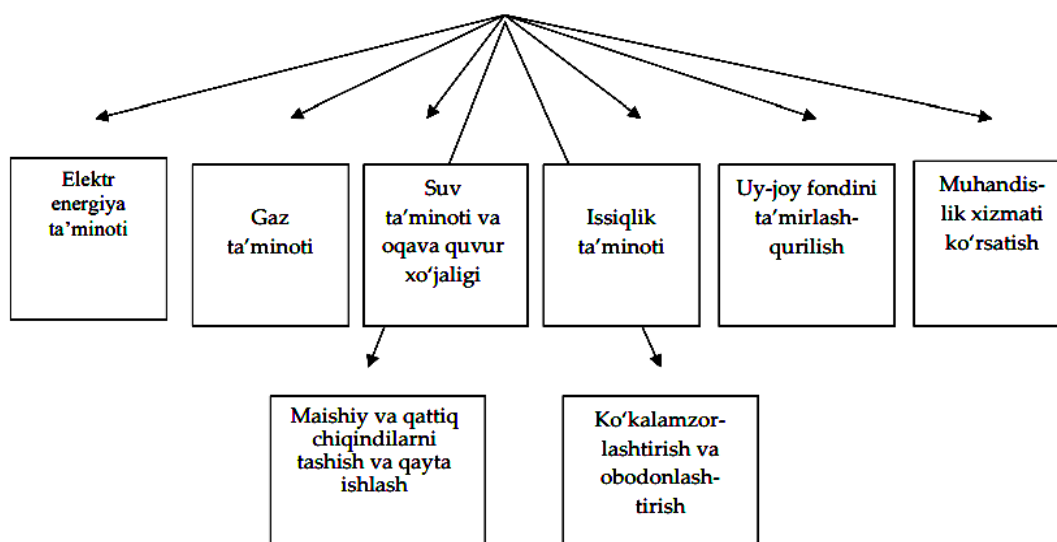 Elektr
energiya
ta’minoti
Gaz
ta’minoti
Suv
ta’minoti va
oqava quvur
xo‘jaligi
Issiqlik
ta’minoti
Uy-joy fondini
ta’mirlash-
qurilish
Muhandis-
lik xizmati
ko‘rsatish
Maishiy va qattiq
chiqindilarni
tashish va qayta
ishlash
Ko‘kalamzor-
lashtirish va
obodonlash-
tirish